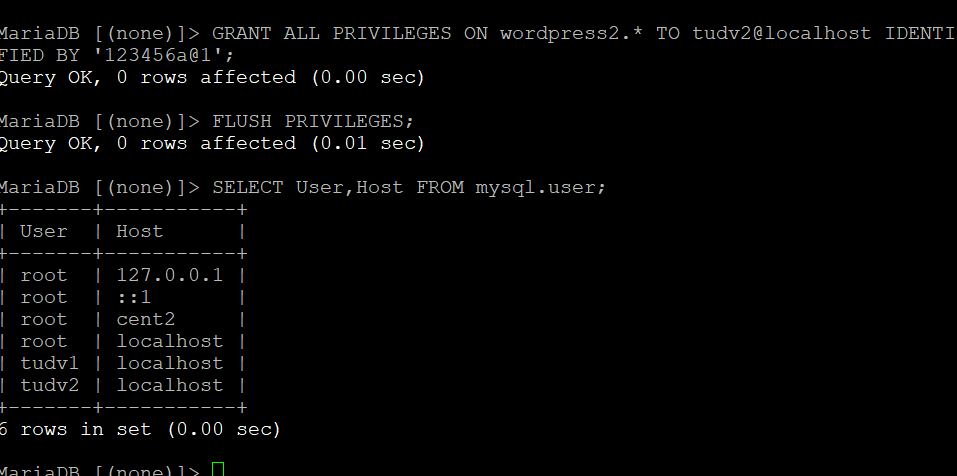 MariaDB [(none)]> GRANT ALL PRIVILEGES ON wordpress2.* TO tudv2@localhost IDENTI
FIED BY '123456a@1';
Query OK, 0 rows affected (0.00 sec)
MariaDB [(none)]> FLUSH PRIVILEGES;
Query OK, 0 rows affected (0.01 sec)
MariaDB [(none)]> SELECT User,Host FROM mysql.user;
+-------+-----------+
| User  | Host      |
+-------+-----------+
| root  | 127.0.0.1 |
| root  | ::1       |
| root  | cent2     |
| root  | localhost |
| tudv1 | localhost |
| tudv2 | localhost |
+-------+-----------+
6 rows in set (0.00 sec)
MariaDB [(none)]>